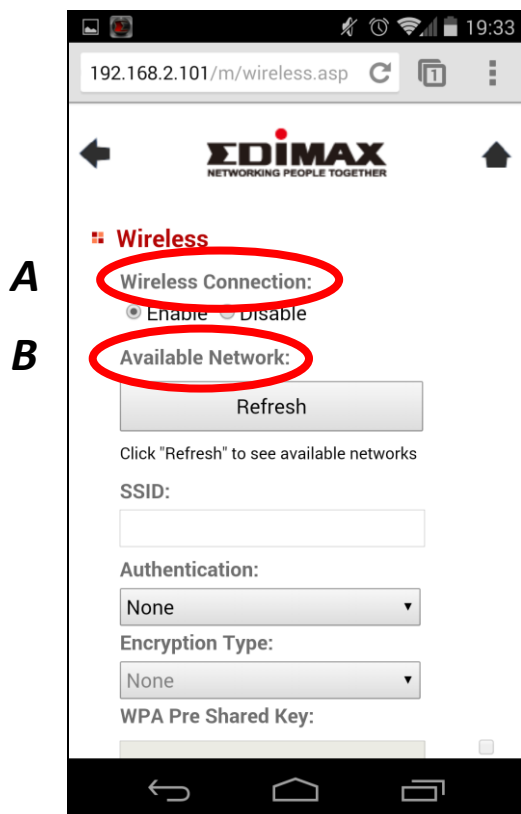 19:33
192.168.2.101/m/wireless.asp
1
EDIMAX
NETWORKING PEOPLE TOGETHER
Wireless
A
Wireless Connection:
Enable Disable
B
Available Network:
Refresh
Click "Refresh" to see available networks
SSID:
Authentication:
None
Encryption Type:
None
WPA Pre Shared Key: